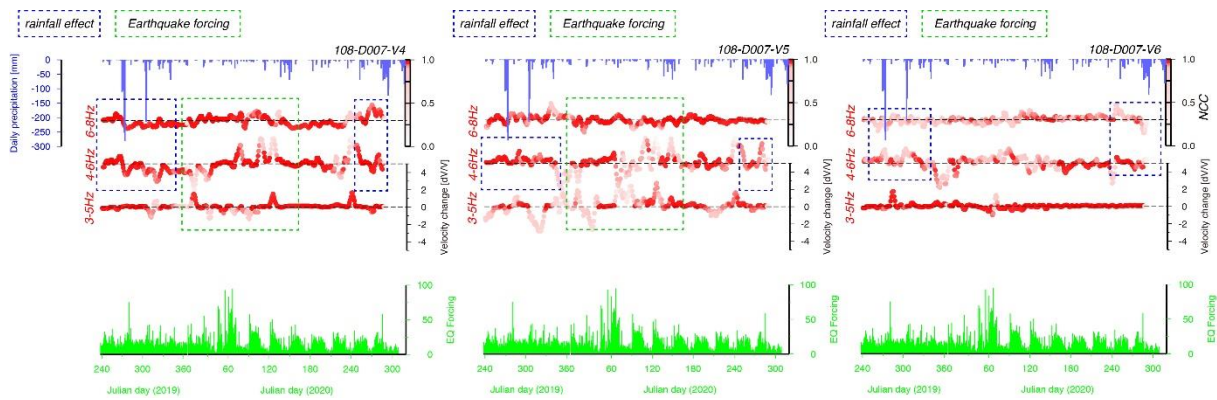 rainfall effect
Earthquake forcing
108-D007-V4
Daily precipitation [mm]
0
-50
-100
-150
-200
-250
-300
6-8Hz
4-6Hz
3-5Hz
1.0
0.5
0.0
4
2
0
-2
-4
Velocity change [dV/V]
100
50
0
EQ Forcing
240 300 60 120 180 240 300
Julian day (2019) Julian day (2020)
rainfall effect
Earthquake forcing
108-D007-V5
6-8Hz
4-6Hz
3-5Hz
1.0
0.5
0.0
4
2
0
-2
-4
Velocity change [dV/V]
100
50
0
EQ Forcing
240 300 360 60 120 180 240 300
Julian day (2019) Julian day (2020)
rainfall effect
108-D007-V6
6-8Hz
4-6Hz
3-5Hz
1.0
0.5
0.0
NCC
4
2
0
-2
-4
Velocity change [dV/V]
100
50
0
EQ Forcing
240 300 60 120 180 240 300
Julian day (2019) Julian day (2020)